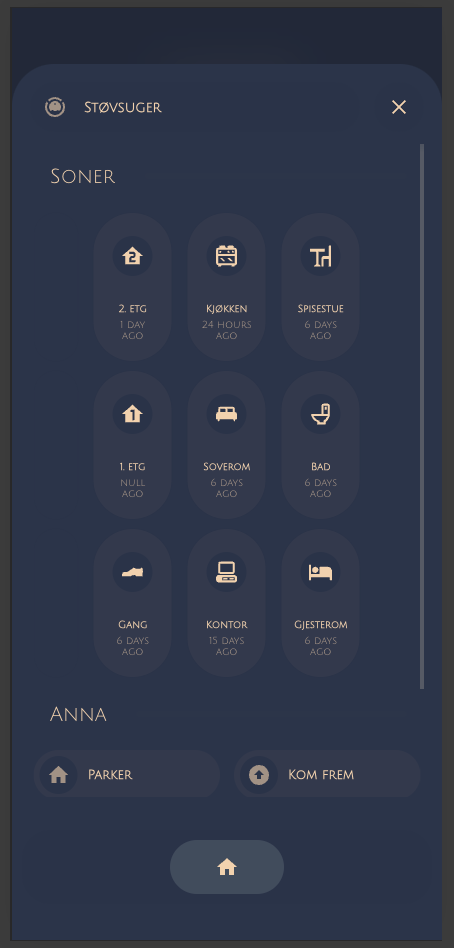 Støvsuger
Soner
2. etg
1 day
ago
Kjøkken
24 hours
ago
Spisestue
6 days
ago
1. etg
null
ago
Soverom
6 days
ago
Bad
6 days
ago
Gang
6 days
ago
Kontor
15 days
ago
Gjesterom
6 days
ago
Anna
Parker
Kom frem